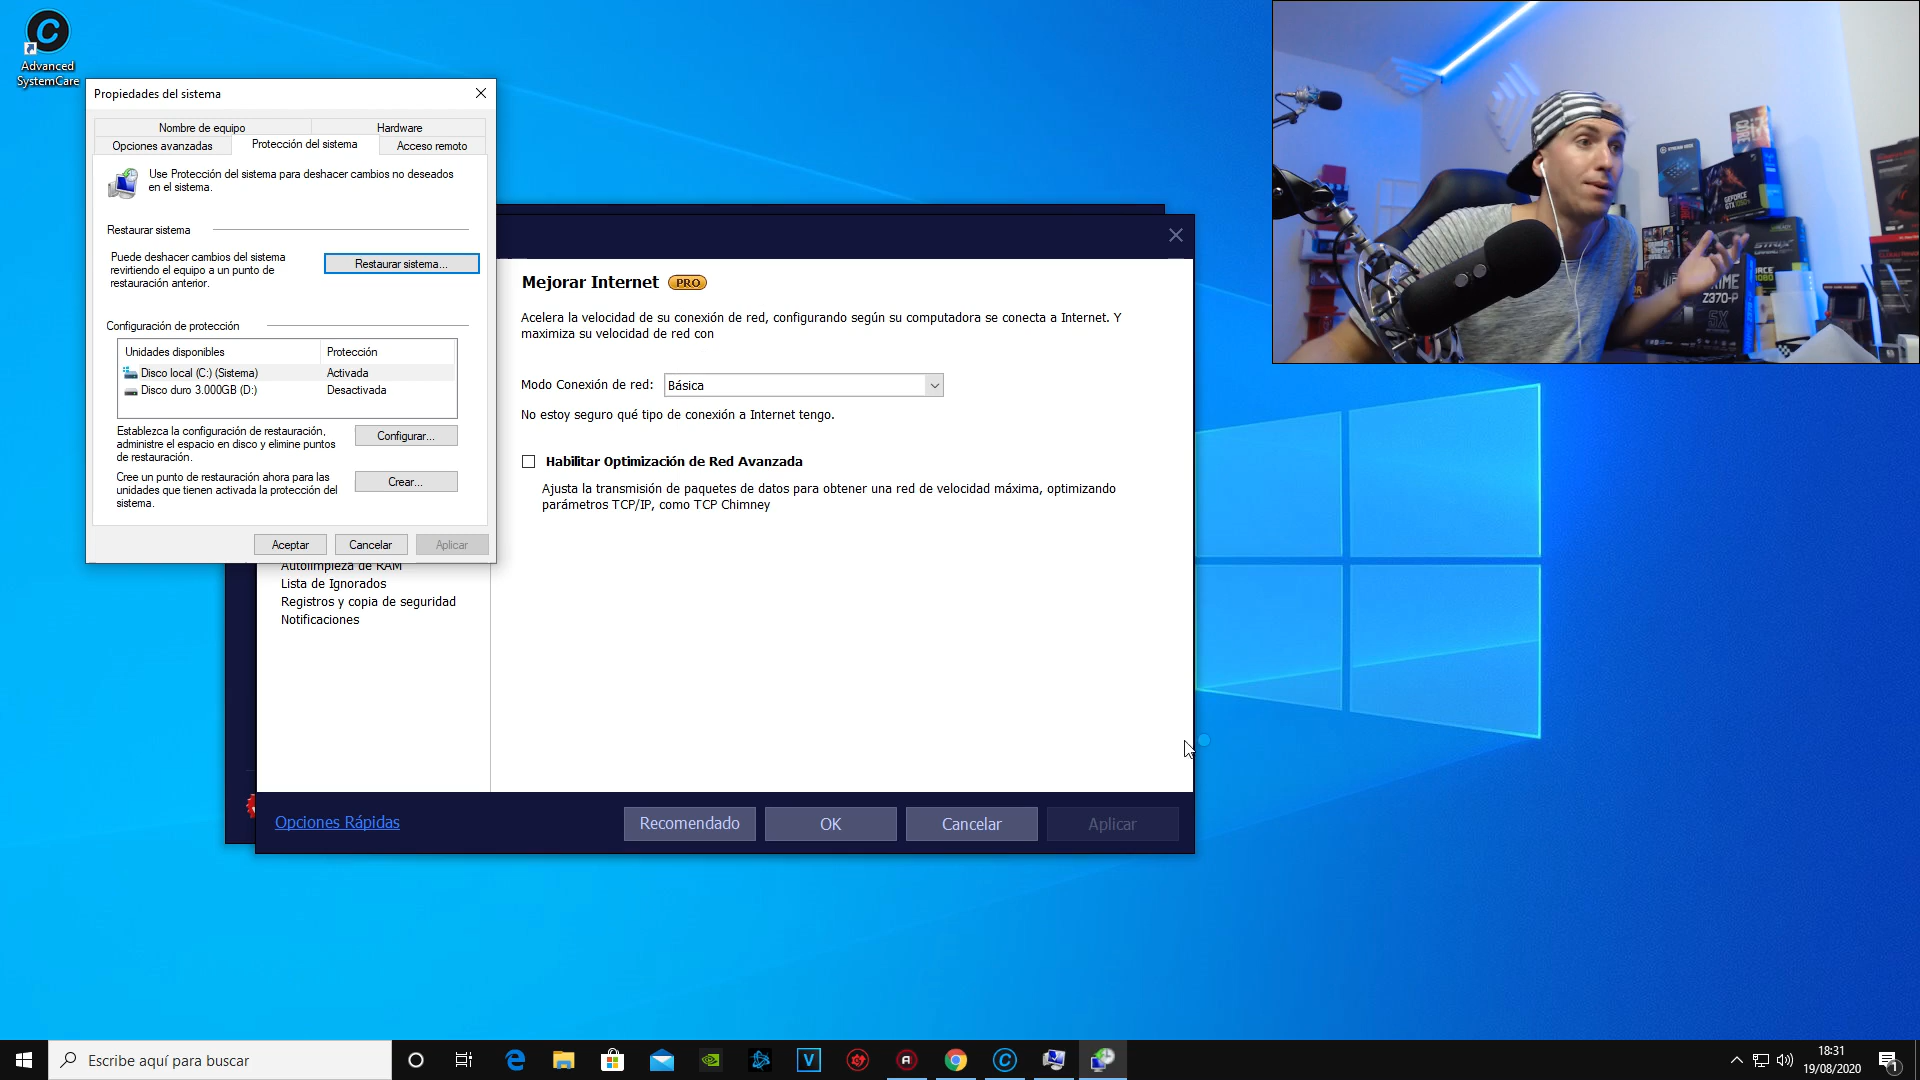 Advanced
SystemCare
Propiedades del sistema
Nombre de equipo
Hardware
Opciones avanzadas
Protección del sistema
Acceso remoto
Use Protección del sistema para deshacer cambios no deseados
en el sistema.
Restaurar sistema
Puede deshacer cambios del sistema
revirtiendo el equipo a un punto de
restauración anterior.
Restaurar sistema...
Configuración de protección
Unidades disponibles
Protección
Disco local (C:) (Sistema)
Activada
Disco duro 3.000GB (D:)
Desactivada
Establezca la configuración de restauración,
administre el espacio en disco y elimine puntos
de restauración.
Configurar...
Cree un punto de restauración ahora para las
unidades que tienen activada la protección del
sistema.
Crear...
Aceptar
Cancelar
Aplicar
Autolimpieza de RAM
Lista de Ignorados
Registros y copia de seguridad
Notificaciones
Mejorar Internet PRO
Acelera la velocidad de su conexión de red, configurando según su computadora se conecta a Internet. Y
maximiza su velocidad de red con
Modo Conexión de red: Básica
No estoy seguro qué tipo de conexión a Internet tengo.
Habilitar Optimización de Red Avanzada
Ajusta la transmisión de paquetes de datos para obtener una red de velocidad máxima, optimizando
parámetros TCP/IP, como TCP Chimney
Opciones Rápidas
Recomendado
OK
Cancelar
Aplicar
GEFORCE
GTX 1050Ti
STRIX
Z370-P
Escribe aquí para buscar
18:31
19/08/2020
1